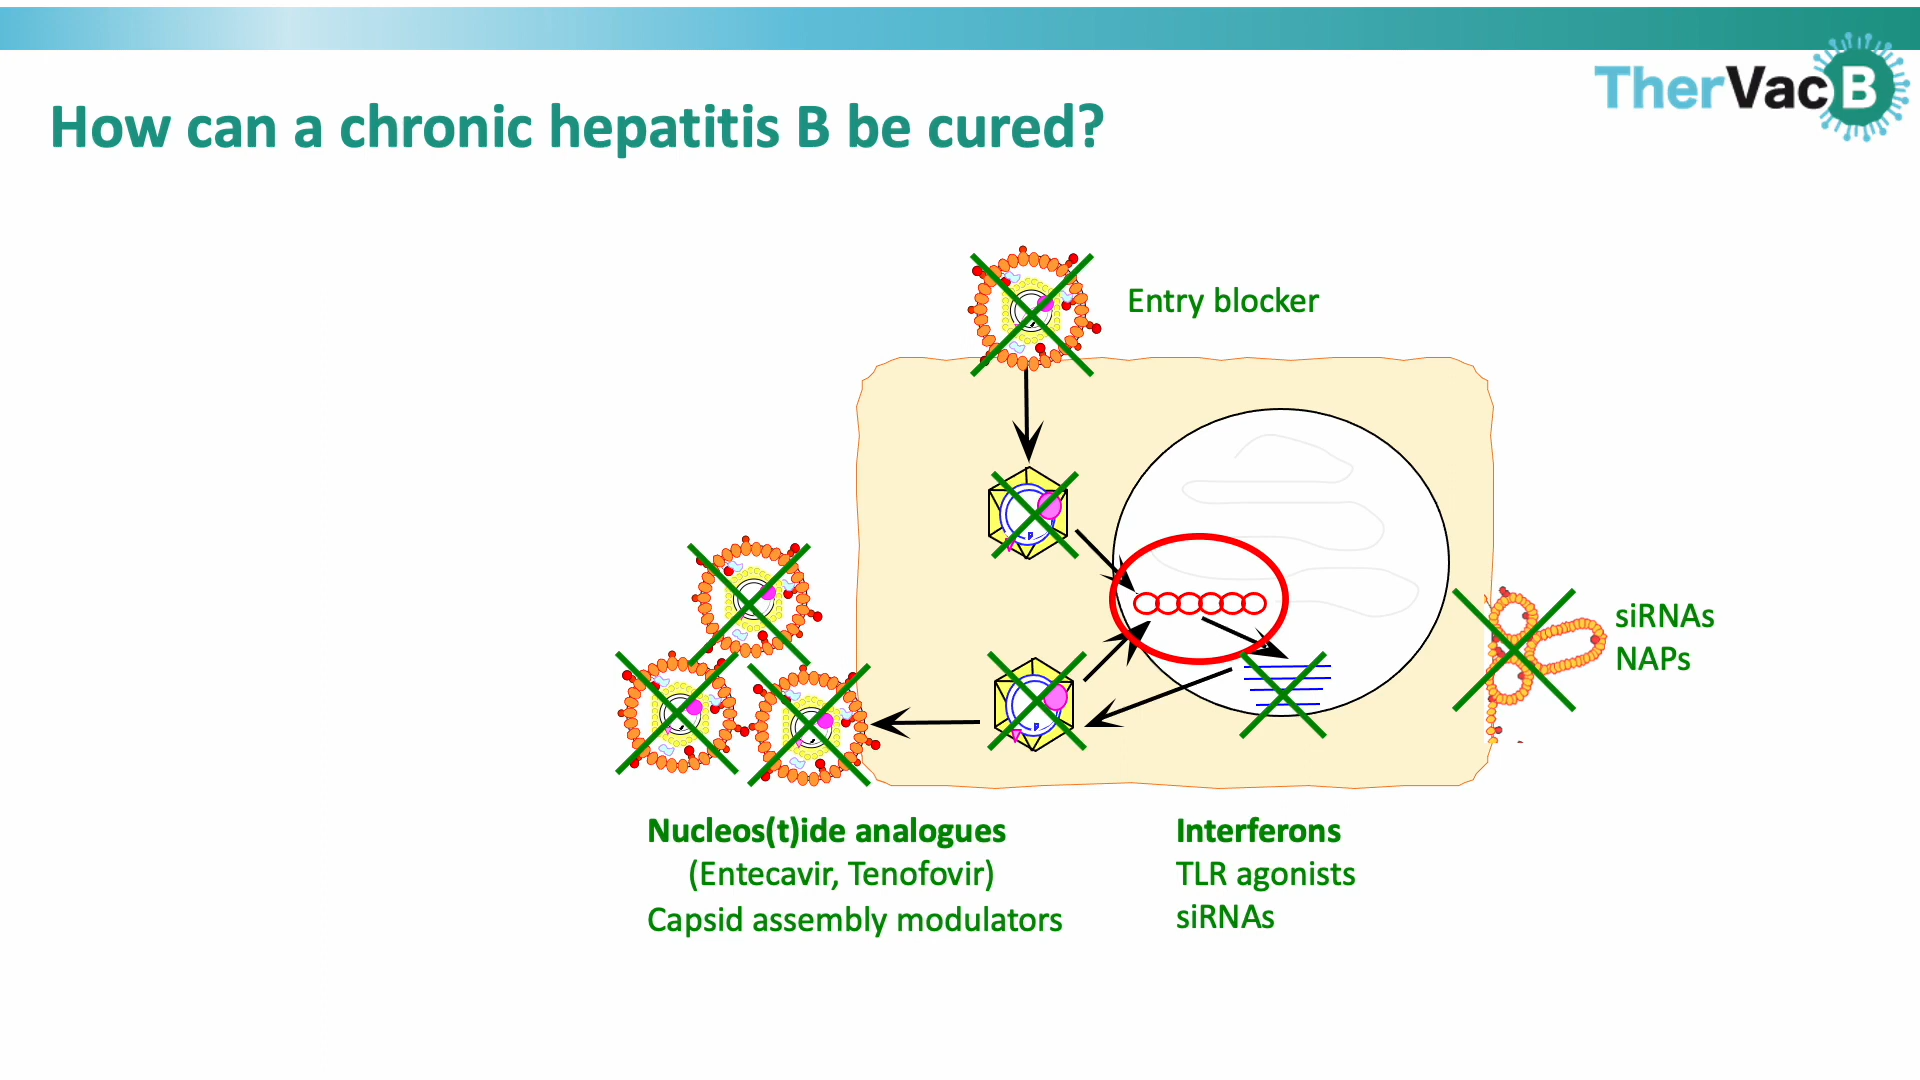 TherVacB
How can a chronic hepatitis B be cured?
Entry blocker
siRNAs
NAPs
Nucleos(t)ide analogues
(Entecavir, Tenofovir)
Capsid assembly modulators
Interferons
TLR agonists
siRNAs